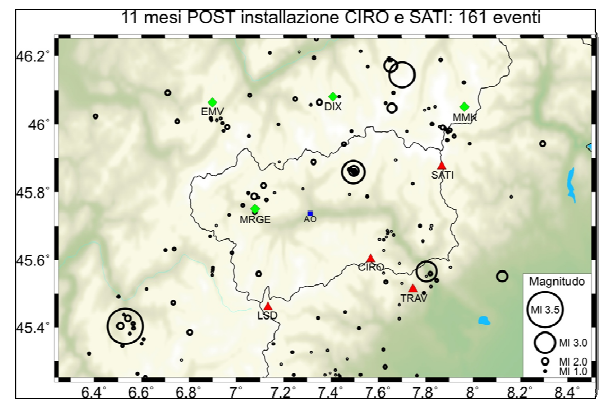 11 mesi POST installazione CIRO e SATI: 161 eventi
46.2°
46°
45.8°
45.6°
45.4°
EMV
DIX
MMK
SATI
MRGE
AO
CIRO
TRAV
LSD
Magnitudo
Ml 3.5
Ml 3.0
Ml 2.0
Ml 1.0
6.4° 6.6° 6.8° 7° 7.2° 7.4° 7.6° 7.8° 8° 8.2° 8.4°